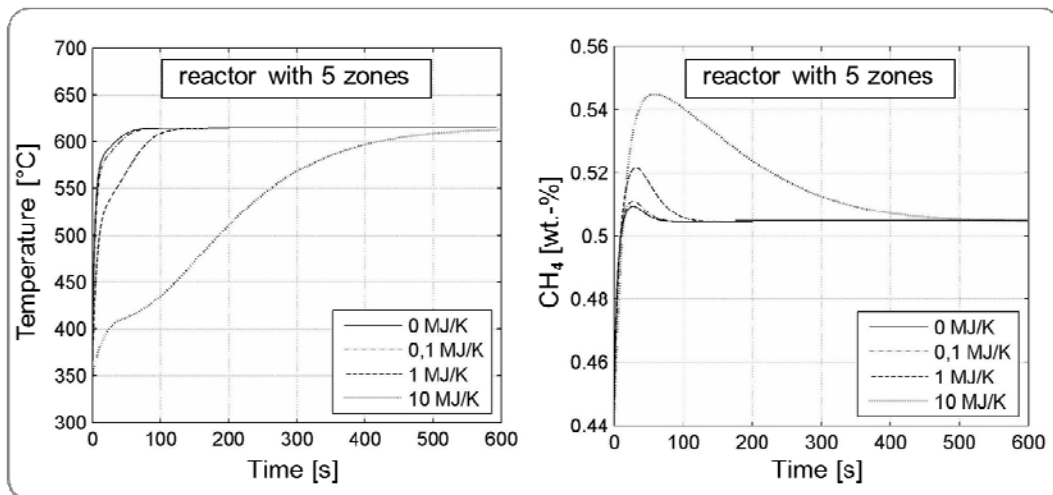 reactor with 5 zones
Temperature [°C]
700
650
600
550
500
450
400
350
300
0 MJ/K
0,1 MJ/K
1 MJ/K
10 MJ/K
0 100 200 300 400 500 600
Time [s]
reactor with 5 zones
CH₄ [wt.-%]
0.56
0.54
0.52
0.5
0.48
0.46
0.44
0 MJ/K
0,1 MJ/K
1 MJ/K
10 MJ/K
0 100 200 300 400 500 600
Time [s]